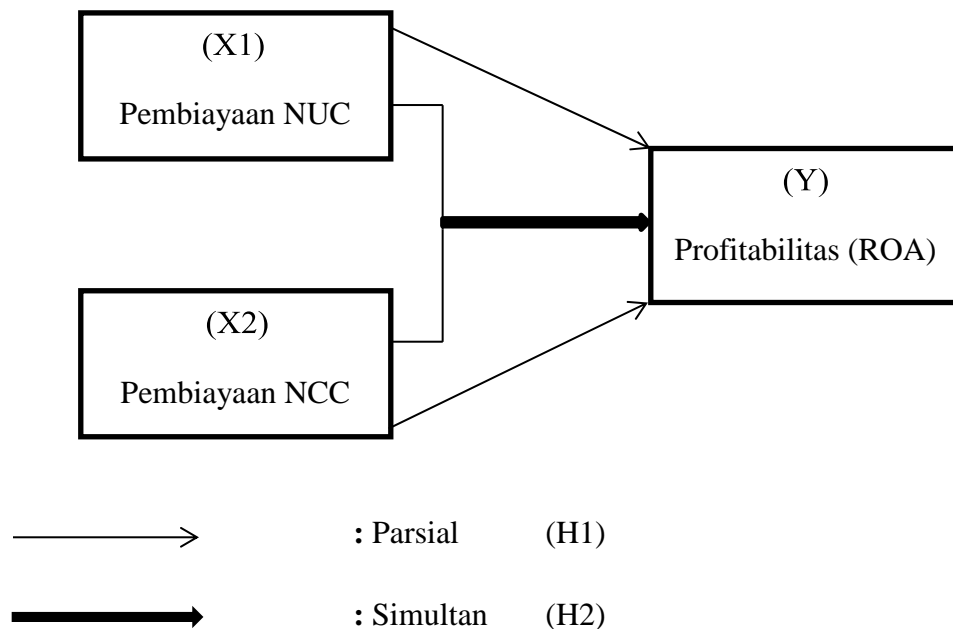 (X1)
Pembiayaan NUC
(Y)
Profitabilitas (ROA)
(X2)
Pembiayaan NCC
: Parsial (H1)
: Simultan (H2)